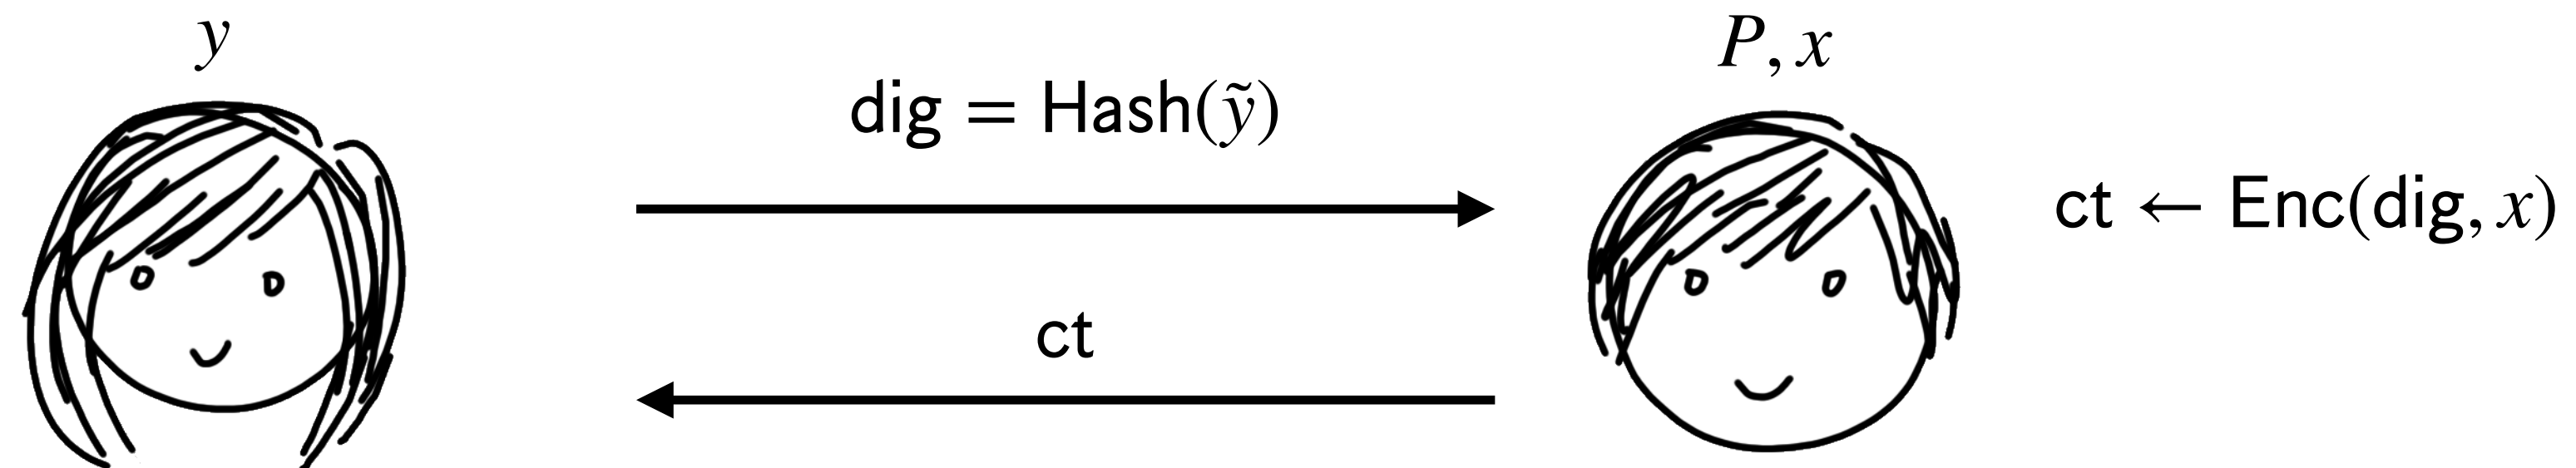 y
P, x
dig = Hash(ỹ)
ct ← Enc(dig, x)
ct